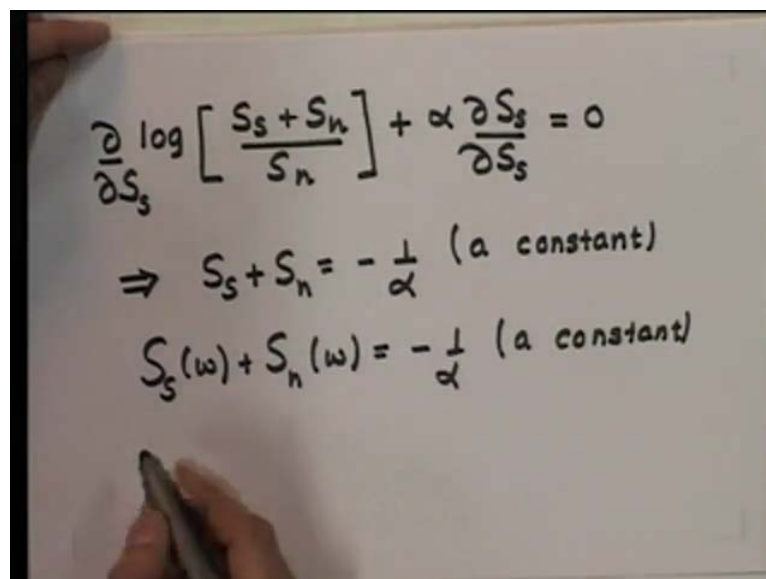 ∂/∂S_s log [ (S_s + S_n) / S_n ] + α ∂S_s/∂S_s = 0
⇒ S_s + S_n = - 1/α (a constant)
S_s(ω) + S_n(ω) = - 1/α (a constant)